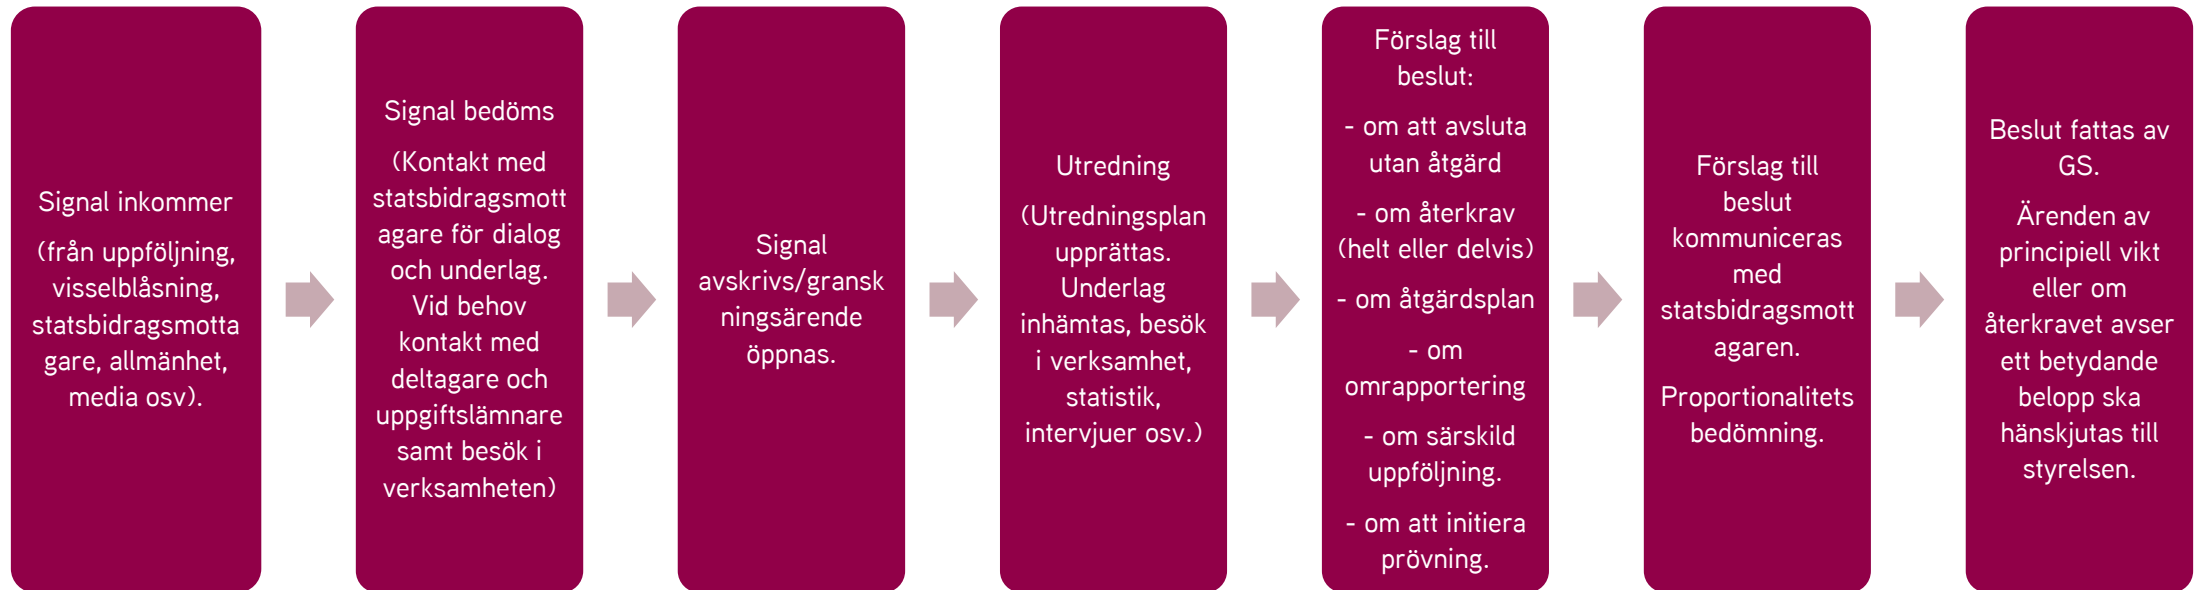 Signal inkommer
(från uppföljning,
visselblåsning,
statsbidragsmotta
gare, allmänhet,
media osv).
Signal bedöms
(Kontakt med
statsbidragsmott
agare för dialog
och underlag.
Vid behov
kontakt med
deltagare och
uppgiftslämnare
samt besök i
verksamheten)
Signal
avskrivs/gransk
ningsärende
öppnas.
Utredning
(Utredningsplan
upprättas.
Underlag
inhämtas, besök
i verksamhet,
statistik,
intervjuer osv.)
Förslag till
beslut:
- om att avsluta
utan åtgärd
- om återkrav
(helt eller delvis)
- om åtgärdsplan
- om
omrapportering
- om särskild
uppföljning.
- om att initiera
prövning.
Förslag till
beslut
kommuniceras
med
statsbidragsmott
agaren.
Proportionalitets
bedömning.
Beslut fattas av
GS.
Ärenden av
principiell vikt
eller om
återkravet avser
ett betydande
belopp ska
hänskjutas till
styrelsen.